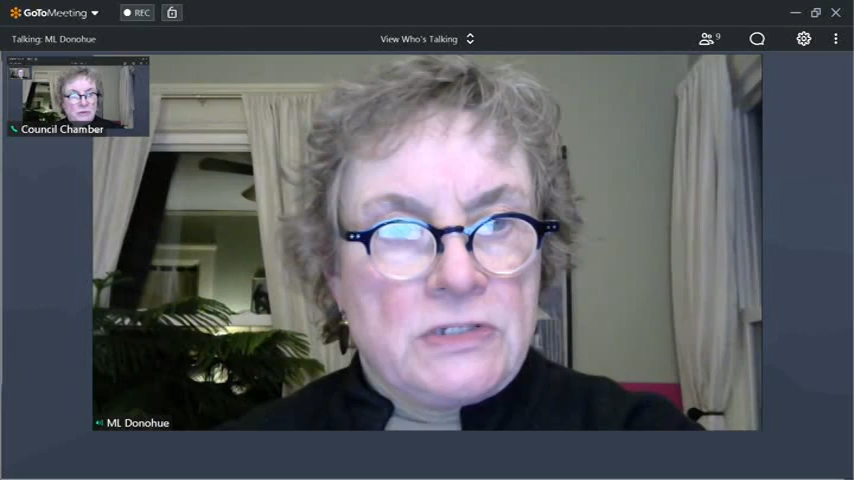 GoToMeeting
REC
Talking: ML Donohue
View Who's Talking
9
Council Chamber
ML Donohue